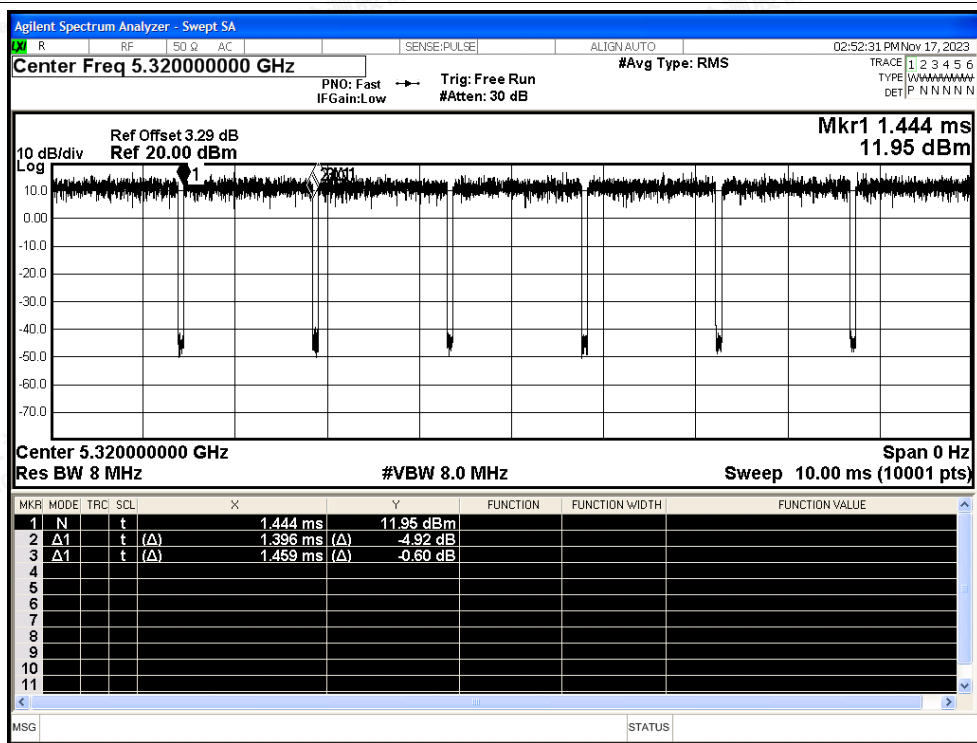 Agilent Spectrum Analyzer - Swept SA
LXI R RF 50 Ω AC SENSE:PULSE ALIGN AUTO 02:52:31 PM Nov 17, 2023
Center Freq 5.320000000 GHz #Avg Type: RMS TRACE 1 2 3 4 5 6
PNO: Fast Trig: Free Run TYPE
IFGain:Low #Atten: 30 dB DET P N N N N N
Mkr1 1.444 ms
Ref Offset 3.29 dB
10 dB/div Ref 20.00 dBm 11.95 dBm
Log
1
10.0
0.00
-10.0
-20.0
-30.0
-40.0
-50.0
-60.0
-70.0
Center 5.320000000 GHz Span 0 Hz
Res BW 8 MHz #VBW 8.0 MHz Sweep 10.00 ms (10001 pts)
MKR MODE TRC SCL X Y FUNCTION FUNCTION WIDTH FUNCTION VALUE
1 N t 1.444 ms 11.95 dBm
2 Δ1 t (Δ) 1.396 ms (Δ) -4.92 dB
3 Δ1 t (Δ) 1.459 ms (Δ) -0.60 dB
4
5
6
7
8
9
10
11
MSG STATUS